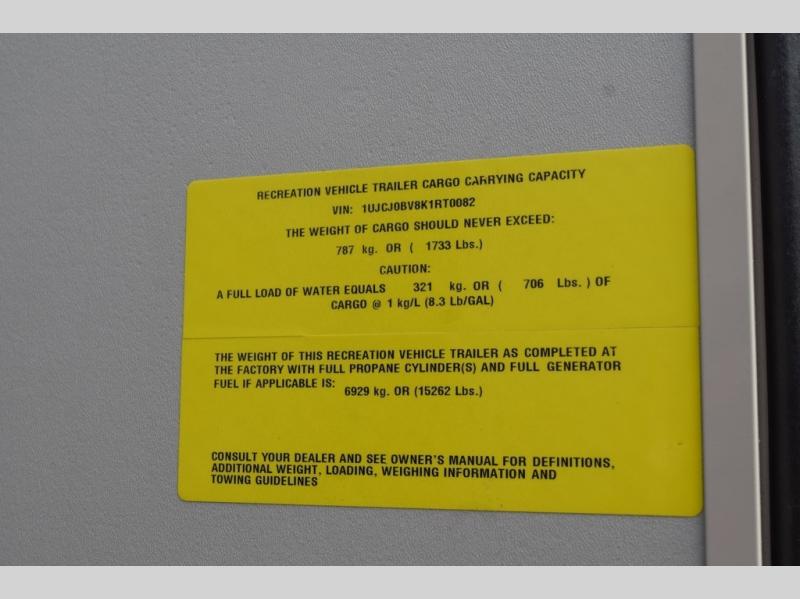 RECREATION VEHICLE TRAILER CARGO CARRYING CAPACITY
VIN: 1UJCJ0BV8K1RT0082
THE WEIGHT OF CARGO SHOULD NEVER EXCEED:
787 kg. OR ( 1733 Lbs.)
CAUTION:
A FULL LOAD OF WATER EQUALS 321 kg. OR ( 706 Lbs. ) OF
CARGO @ 1 kg/L (8.3 Lb/GAL)
THE WEIGHT OF THIS RECREATION VEHICLE TRAILER AS COMPLETED AT
THE FACTORY WITH FULL PROPANE CYLINDER(S) AND FULL GENERATOR
FUEL IF APPLICABLE IS: 6929 kg. OR (15262 Lbs.)
CONSULT YOUR DEALER AND SEE OWNER'S MANUAL FOR DEFINITIONS,
ADDITIONAL WEIGHT, LOADING, WEIGHING INFORMATION AND
TOWING GUIDELINES